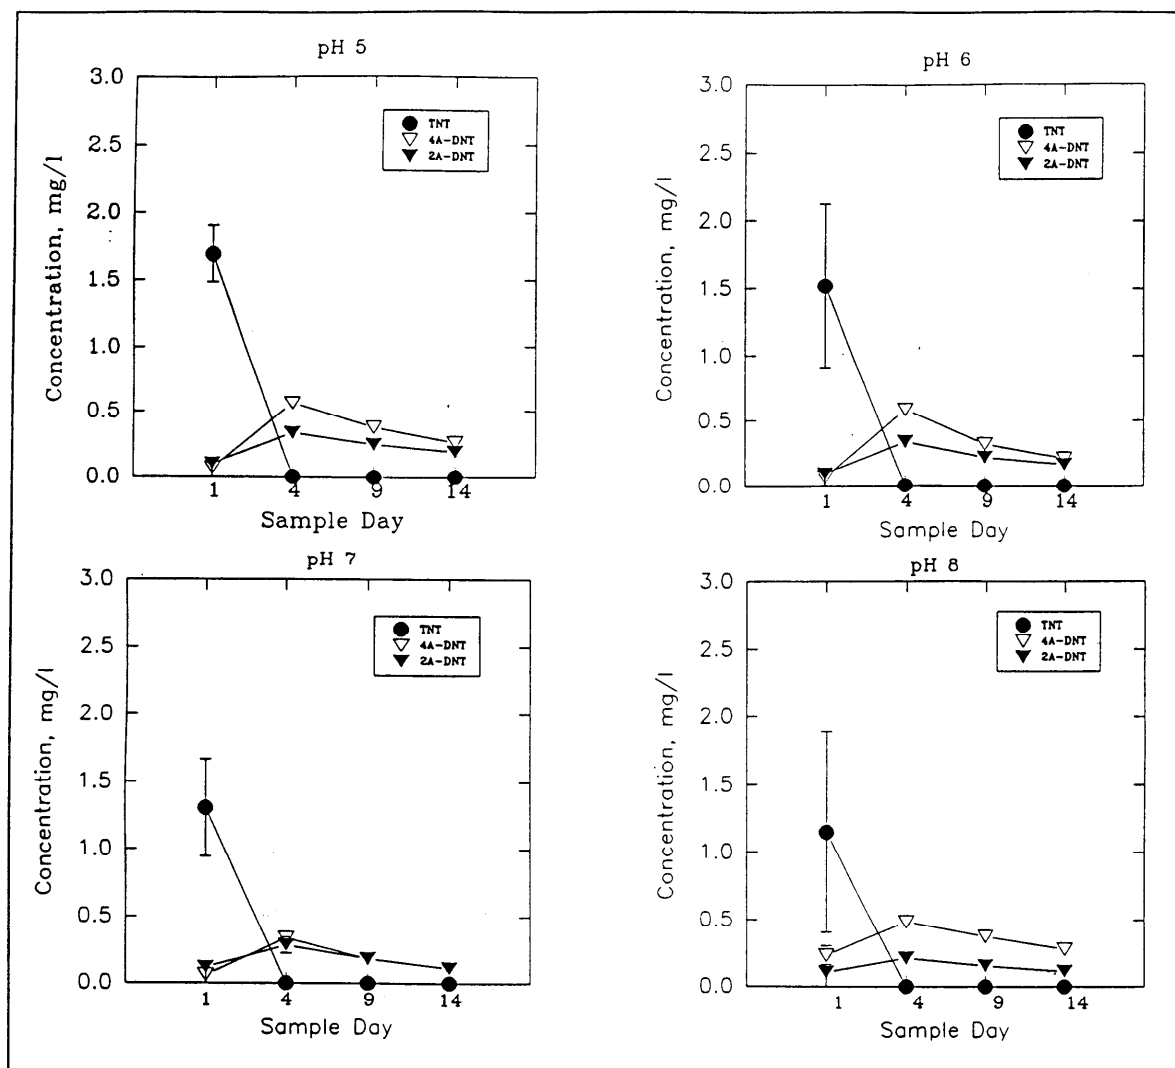 pH 5
3.0
2.5
2.0
1.5
1.0
0.5
0.0
Concentration, mg/l
TNT
4A-DNT
2A-DNT
1 4 9 14
Sample Day
pH 6
3.0
2.5
2.0
1.5
1.0
0.5
0.0
Concentration, mg/l
TNT
4A-DNT
2A-DNT
1 4 9 14
Sample Day
pH 7
3.0
2.5
2.0
1.5
1.0
0.5
0.0
Concentration, mg/l
TNT
4A-DNT
2A-DNT
1 4 9 14
Sample Day
pH 8
3.0
2.5
2.0
1.5
1.0
0.5
0.0
Concentration, mg/l
TNT
4A-DNT
2A-DNT
1 4 9 14
Sample Day